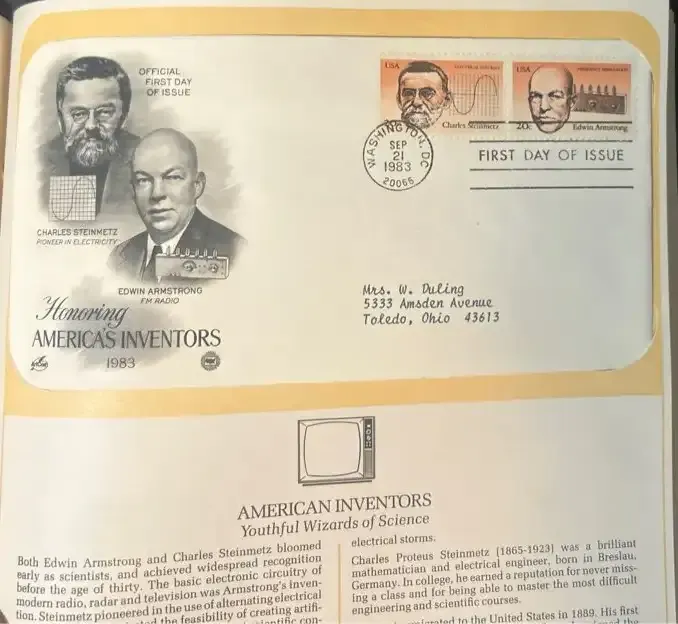 OFFICIAL
FIRST DAY
OF ISSUE
USA
USA
Charles Steinmetz
20c
Edwin Armstrong
WASHINGTON, DC
SEP
21
1983
20066
FIRST DAY OF ISSUE
CHARLES STEINMETZ
PIONEER IN ELECTRICITY
EDWIN ARMSTRONG
FM RADIO
Honoring
AMERICA'S INVENTORS
1983
Mrs. W. Duling
5333 Amsden Avenue
Toledo, Ohio 43613
AMERICAN INVENTORS
Youthful Wizards of Science
Both Edwin Armstrong and Charles Steinmetz bloomed
early as scientists, and achieved widespread recognition
before the age of thirty. The basic electronic circuitry of
modern radio, radar and television was Armstrong's inven-
tion. Steinmetz pioneered in the use of alternating electrical
the feasibility of creating artifi-
electrical storms.
Charles Proteus Steinmetz (1865-1923) was a brilliant
mathematician and electrical engineer, born in Breslau,
Germany. In college, he earned a reputation for never miss-
ing a class and for being able to master the most difficult
engineering and scientific courses.
to the United States in 1889. His first